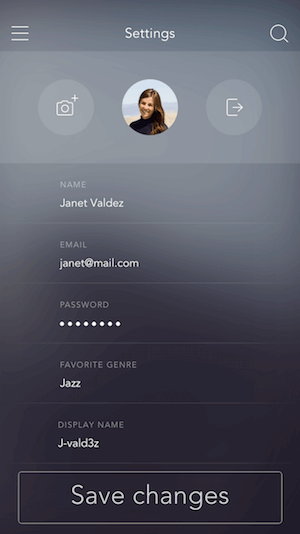 Settings
NAME
Janet Valdez
EMAIL
janet@mail.com
PASSWORD
••••••••
FAVORITE GENRE
Jazz
DISPLAY NAME
J-vald3z
Save changes